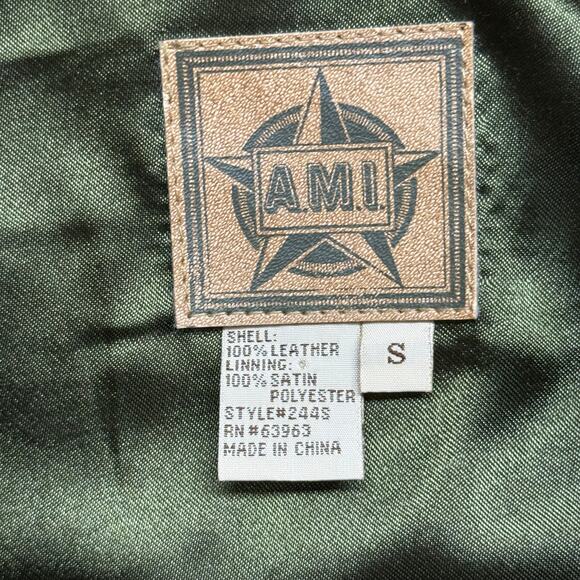 A.M.I.
SHELL:
100% LEATHER
LINNING:
100% SATIN
POLYESTER
STYLE#244S
RN #63963
MADE IN CHINA
S